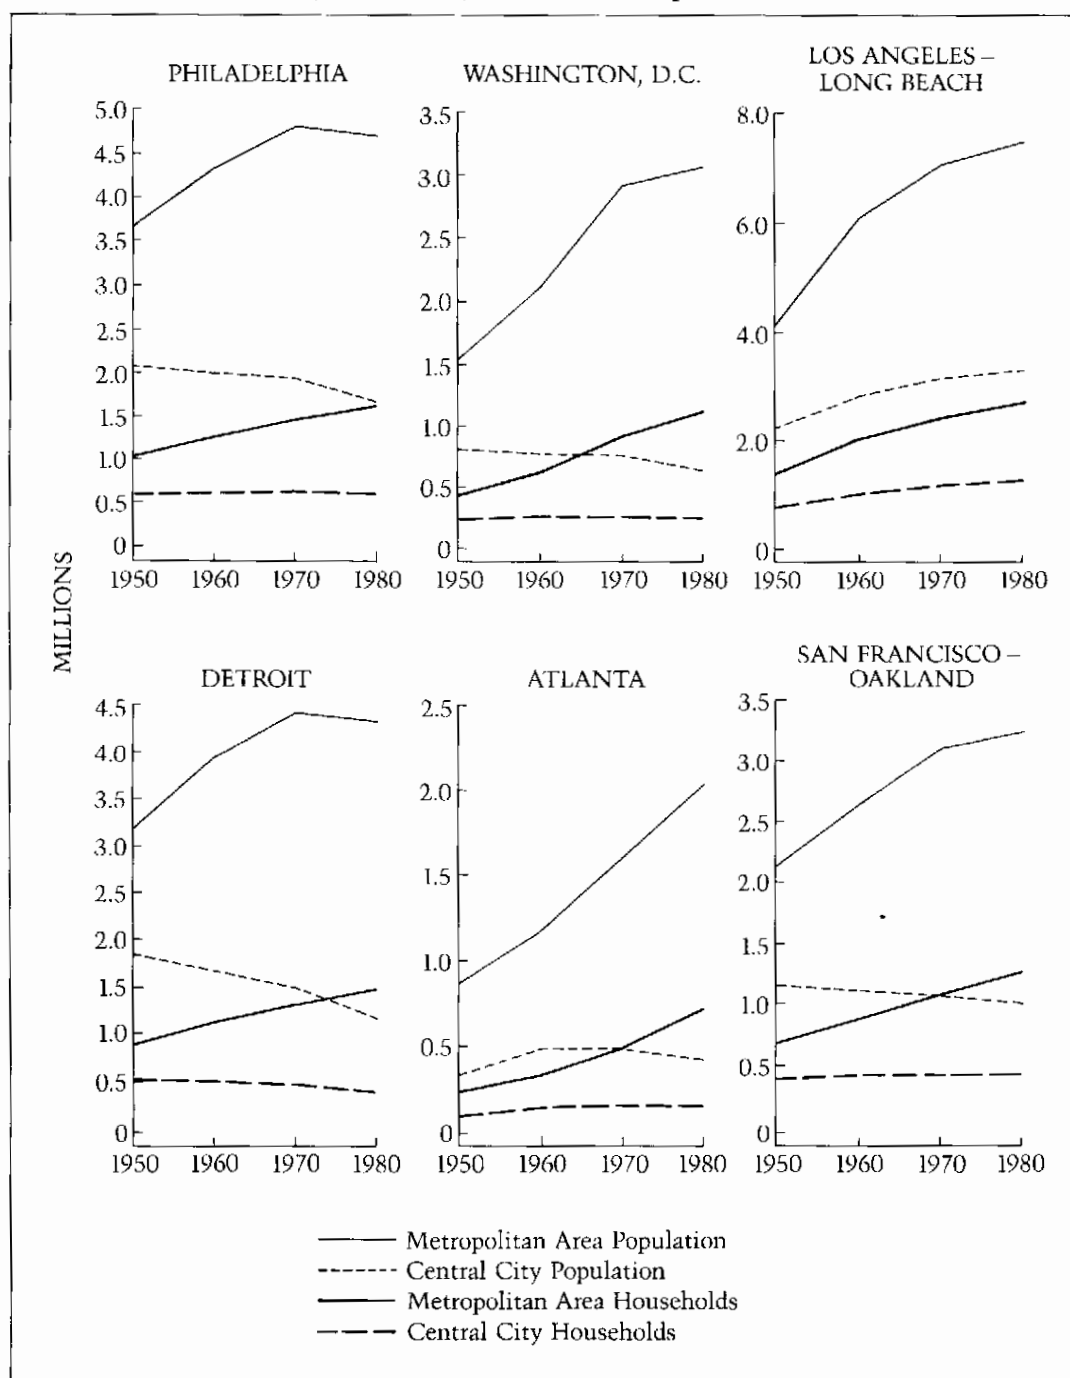 PHILADELPHIA
5.0
4.5
4.0
3.5
3.0
2.5
2.0
1.5
1.0
0.5
0
1950 1960 1970 1980
WASHINGTON, D.C.
3.5
3.0
2.5
2.0
1.5
1.0
0.5
0
1950 1960 1970 1980
LOS ANGELES –
LONG BEACH
8.0
6.0
4.0
2.0
0
1950 1960 1970 1980
MILLIONS
DETROIT
4.5
4.0
3.5
3.0
2.5
2.0
1.5
1.0
0.5
0
1950 1960 1970 1980
ATLANTA
2.5
2.0
1.5
1.0
0.5
0
1950 1960 1970 1980
SAN FRANCISCO –
OAKLAND
3.5
3.0
2.5
2.0
1.5
1.0
0.5
0
1950 1960 1970 1980
Metropolitan Area Population
Central City Population
Metropolitan Area Households
Central City Households